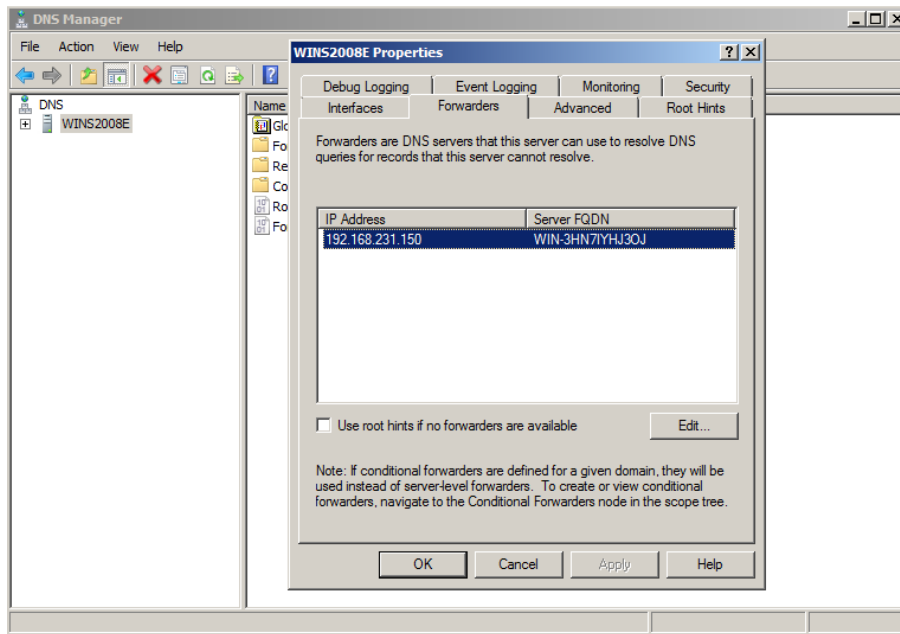 DNS Manager
File Action View Help
DNS
WINS2008E
Name
Glo
Fo
Re
Co
Ro
Fo
WINS2008E Properties
Debug Logging Event Logging Monitoring Security
Interfaces Forwarders Advanced Root Hints
Forwarders are DNS servers that this server can use to resolve DNS
queries for records that this server cannot resolve.
IP Address Server FQDN
192.168.231.150 WIN-3HN7IYHJ3OJ
Use root hints if no forwarders are available Edit...
Note: If conditional forwarders are defined for a given domain, they will be
used instead of server-level forwarders. To create or view conditional
forwarders, navigate to the Conditional Forwarders node in the scope tree.
OK Cancel Apply Help